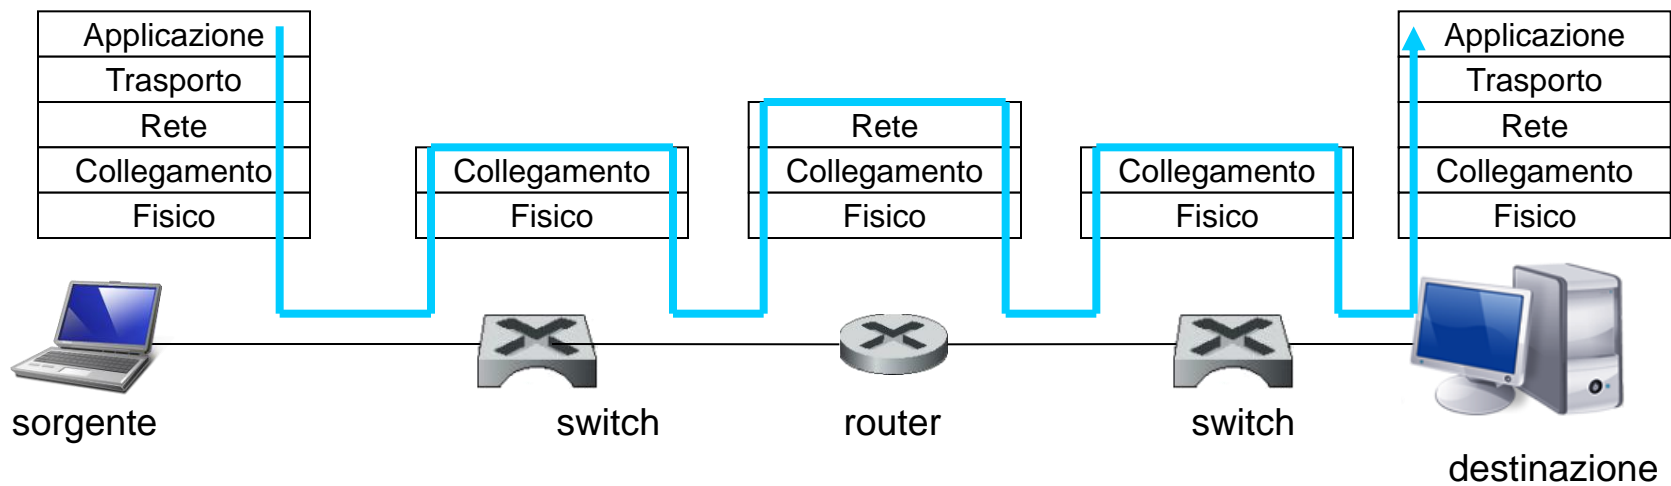 Applicazione
Trasporto
Rete
Collegamento
Fisico
Collegamento
Fisico
Rete
Collegamento
Fisico
Collegamento
Fisico
Applicazione
Trasporto
Rete
Collegamento
Fisico
sorgente
switch
router
switch
destinazione